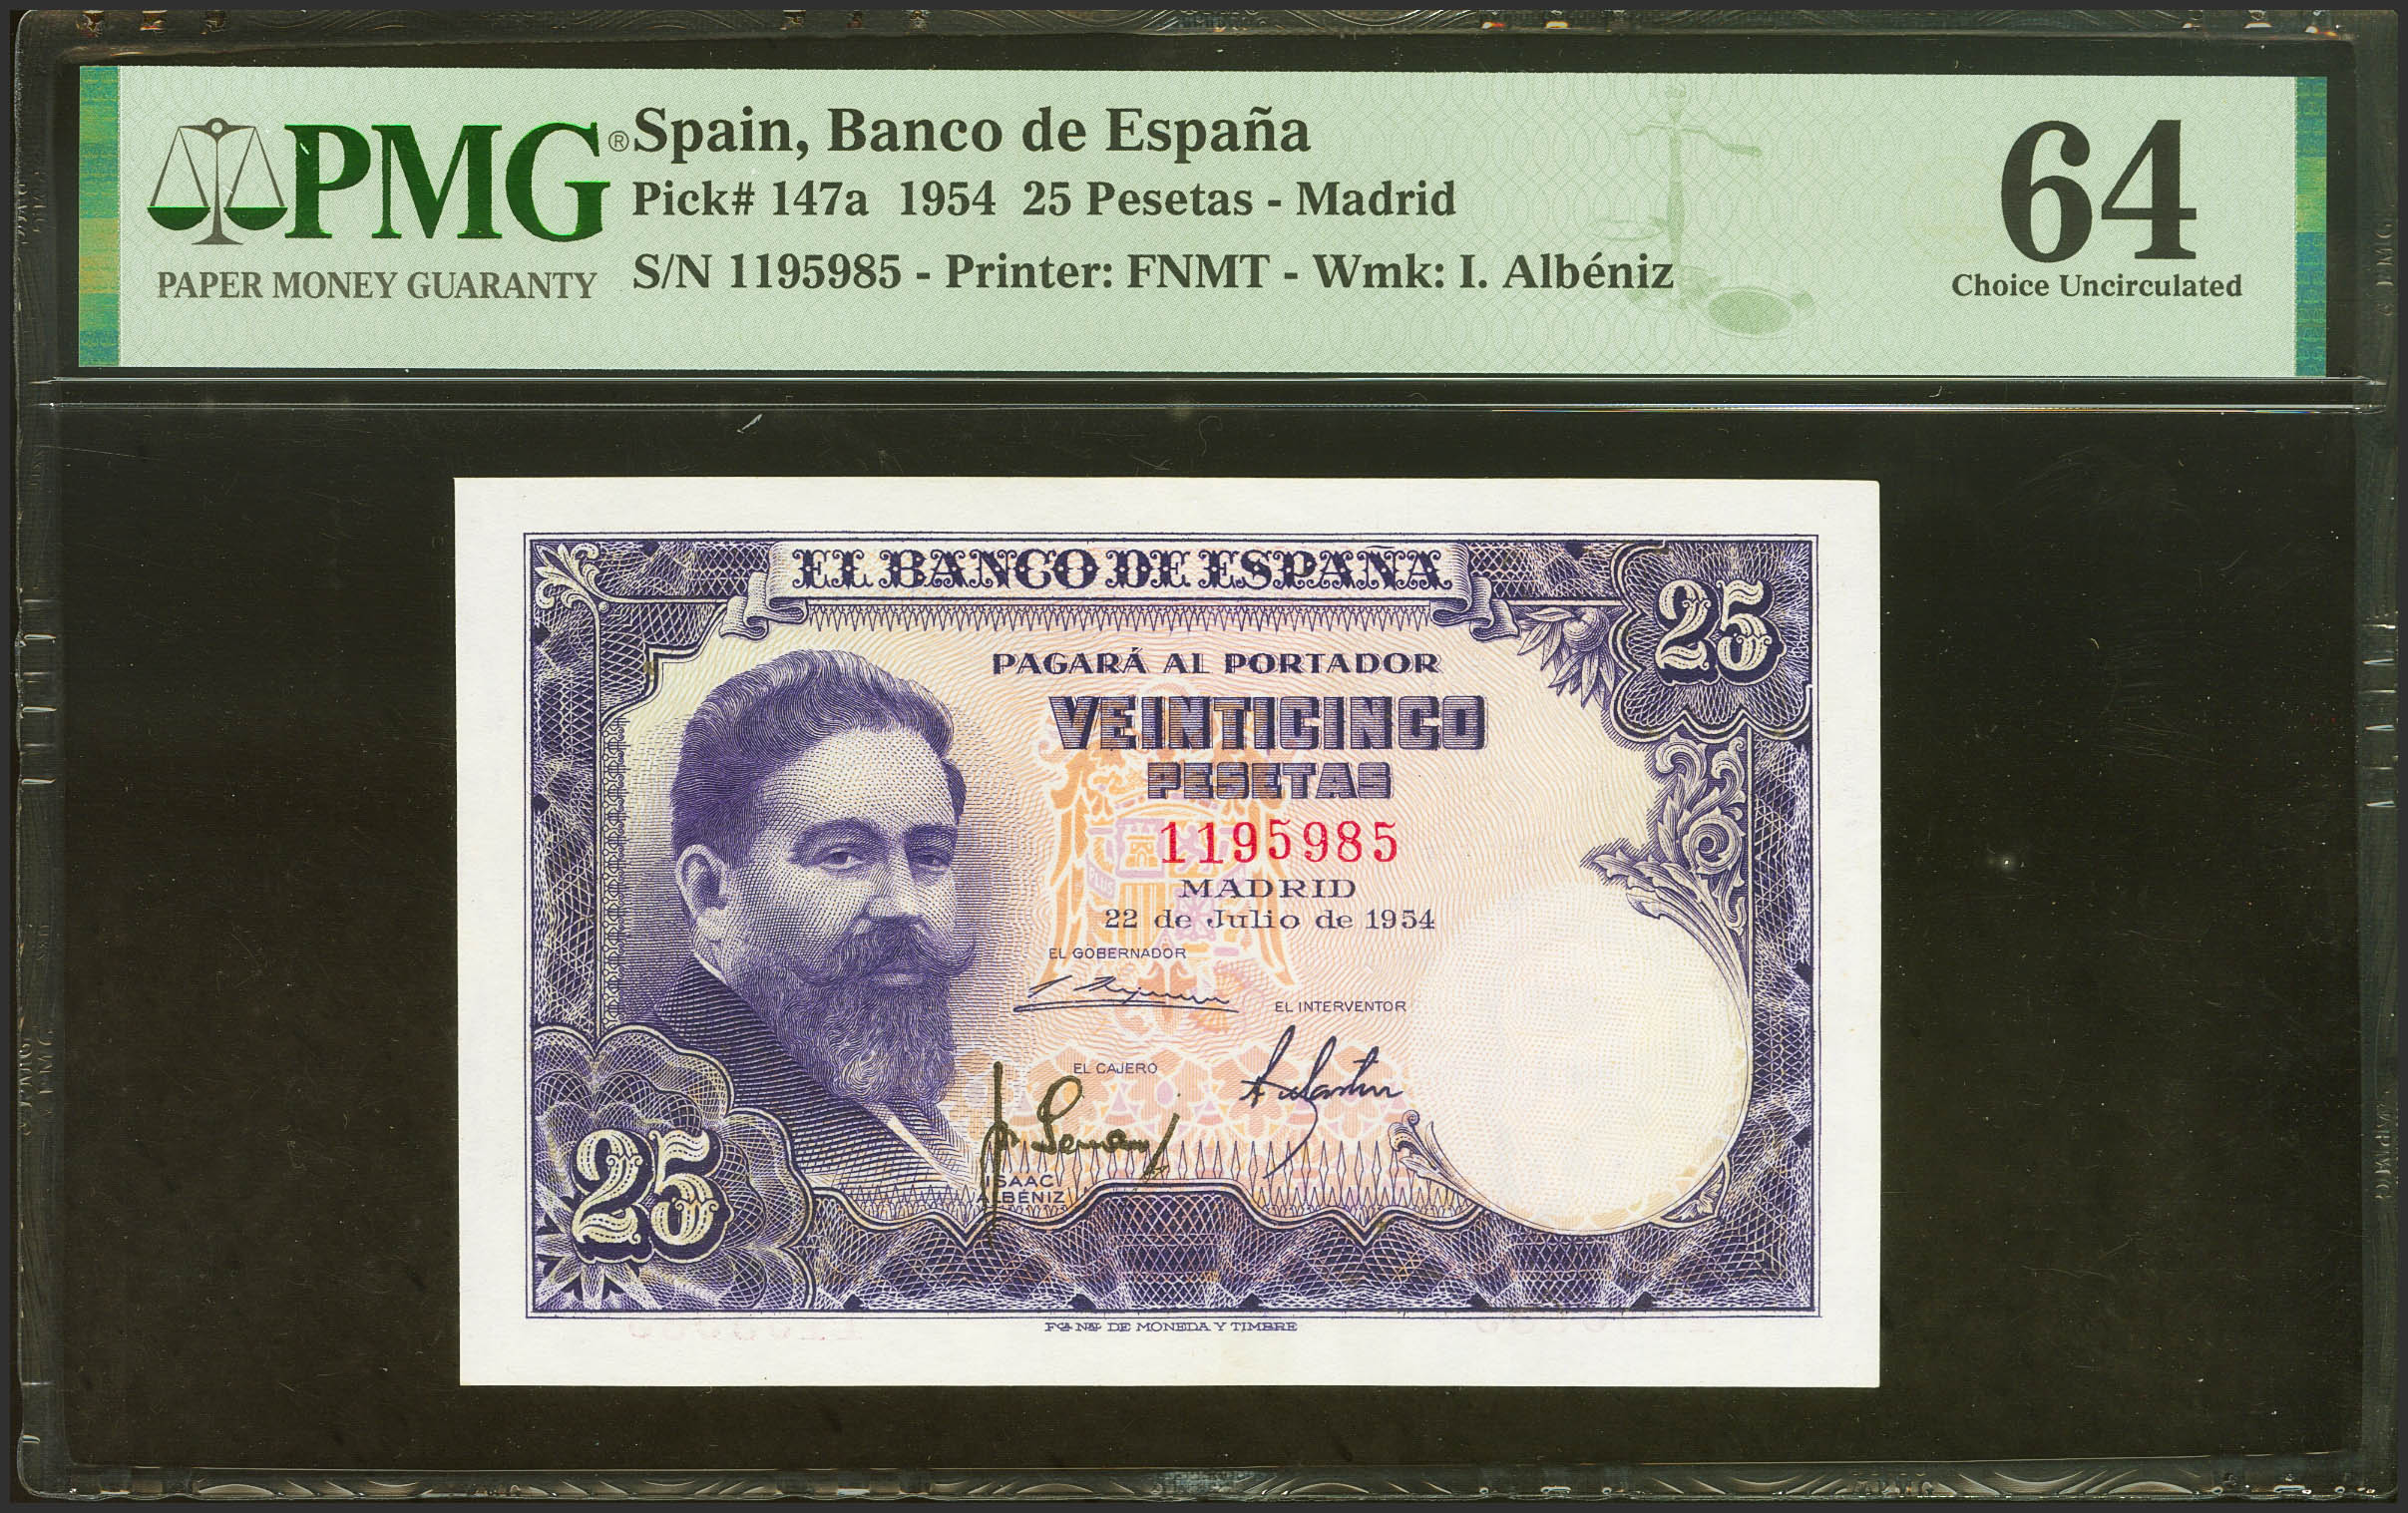 PMG®
PAPER MONEY GUARANTY
Spain, Banco de España
Pick# 147a 1954 25 Pesetas - Madrid
S/N 1195985 - Printer: FNMT - Wmk: I. Albéniz
64
Choice Uncirculated
EL BANCO DE ESPAÑA
25
PAGARÁ AL PORTADOR
VEINTICINCO
PESETAS
1195985
PLUS
MADRID
22 de Julio de 1954
EL GOBERNADOR
EL INTERVENTOR
EL CAJERO
ISAAC
ALBÉNIZ
25
FCA NAL DE MONEDA Y TIMBRE